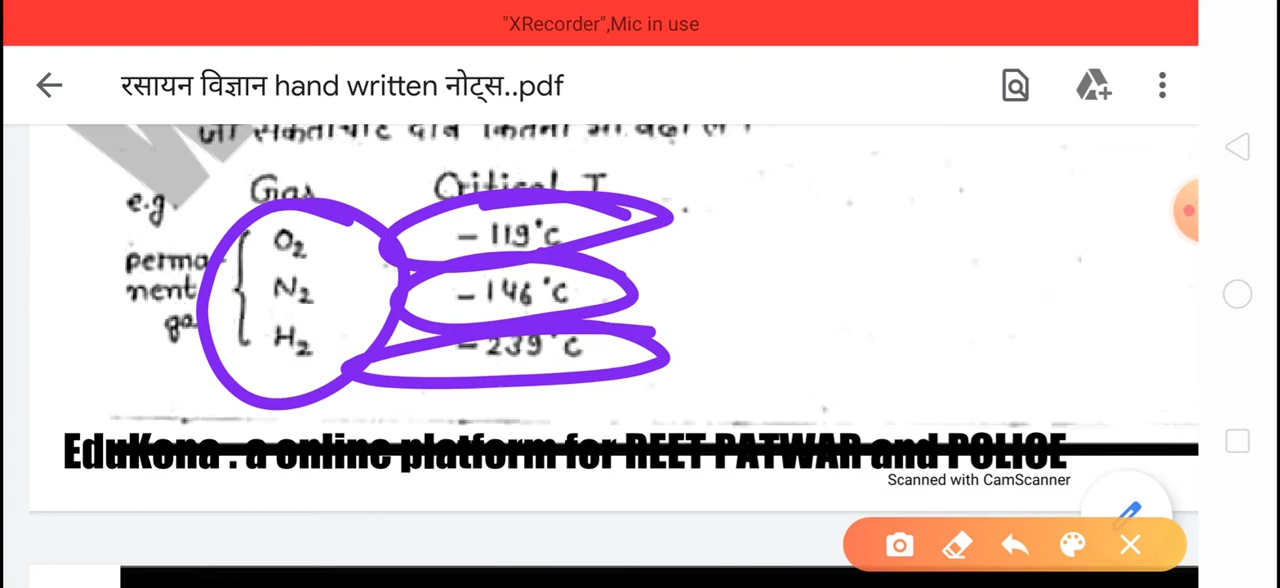 "XRecorder",Mic in use
रसायन विज्ञान hand written नोट्स..pdf
Gas Critical T
e.g.
O2 - 119°C
perma
nent N2 - 146°C
ga H2 - 239°C
EduKona : a online platform for REET PATWAR and POLICE
Scanned with CamScanner